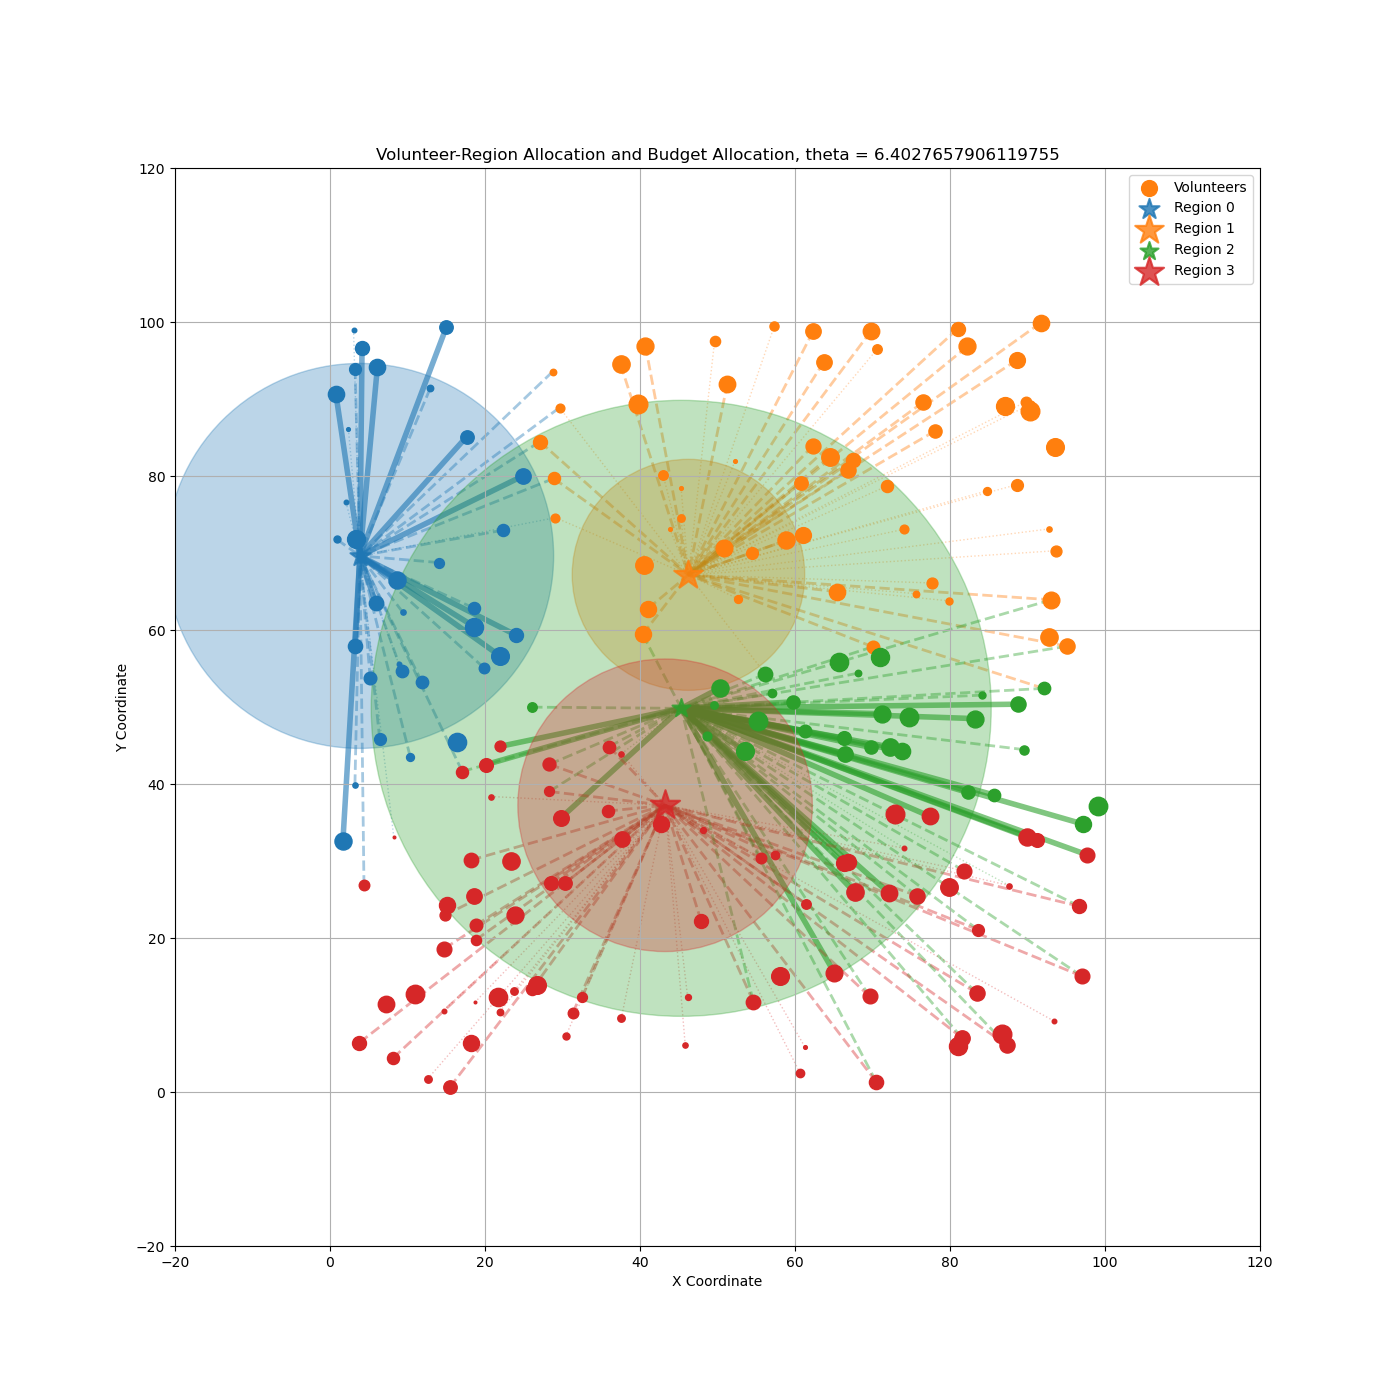 Volunteer-Region Allocation and Budget Allocation, theta = 6.4027657906119755
120
Volunteers
Region 0
Region 1
Region 2
Region 3
100
80
60
40
20
0
−20
Y Coordinate
−20 0 20 40 60 80 100 120
X Coordinate